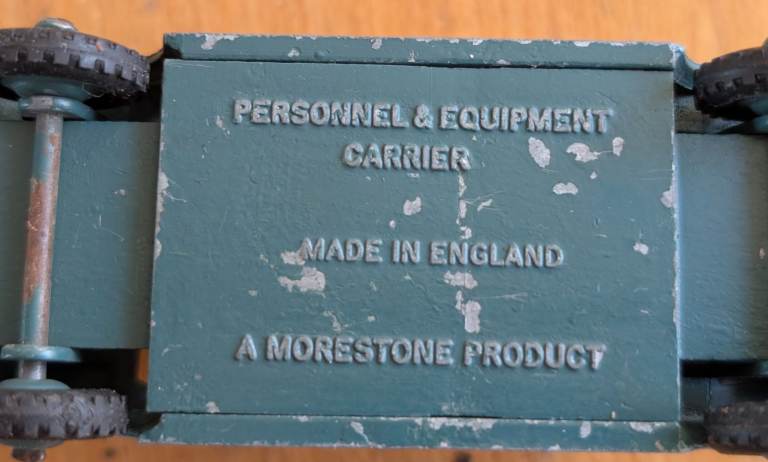 PERSONNEL & EQUIPMENT
CARRIER
MADE IN ENGLAND
A MORESTONE PRODUCT